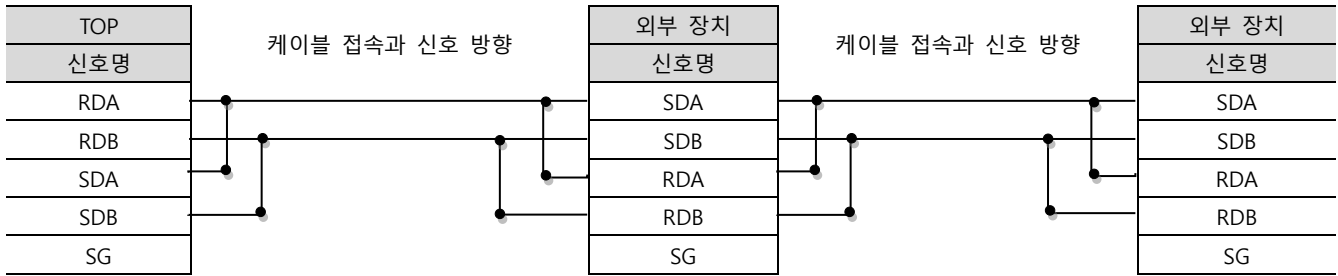 TOP 케이블 접속과 신호 방향 외부 장치 케이블 접속과 신호 방향 외부 장치
신호명 신호명 신호명
RDA SDA SDA
RDB SDB SDB
SDA RDA RDA
SDB RDB RDB
SG SG SG